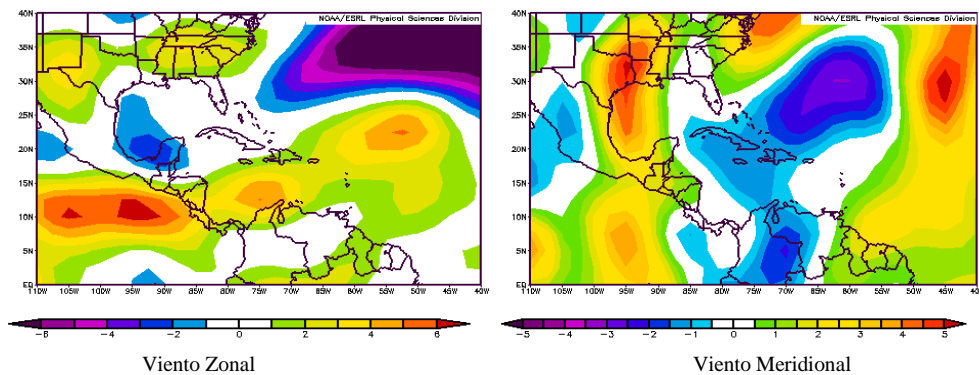 NOAA/ESRL Physical Sciences Division
40N
35N
30N
25N
20N
15N
10N
5N
EQ
110W 105W 100W 95W 90W 85W 80W 75W 70W 65W 60W 55W 50W 45W 40W
-6 -4 -2 0 2 4 6
Viento Zonal
NOAA/ESRL Physical Sciences Division
40N
35N
30N
25N
20N
15N
10N
5N
EQ
110W 105W 100W 95W 90W 85W 80W 75W 70W 65W 60W 55W 50W 45W 40W
-5 -4 -3 -2 -1 0 1 2 3 4 5
Viento Meridional